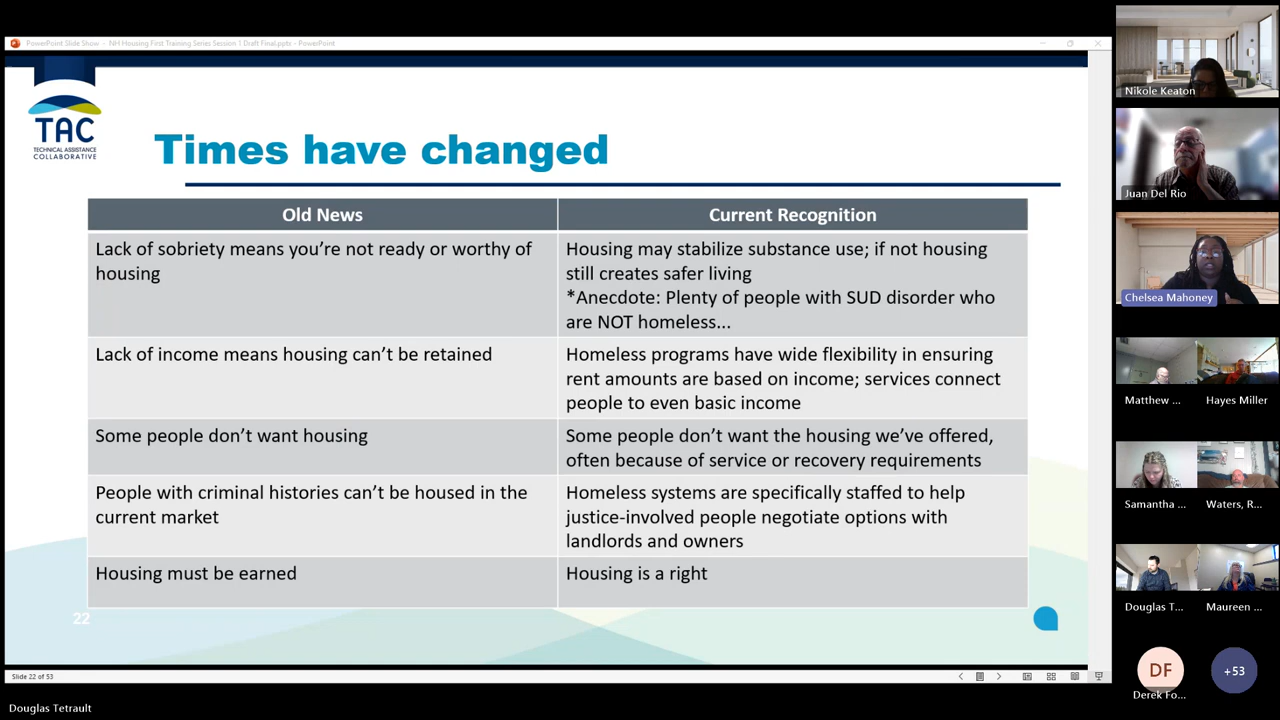 PowerPoint Slide Show - NH Housing First Training Series Session 1 Draft Final.pptx - PowerPoint
TAC
TECHNICAL ASSISTANCE
COLLABORATIVE
Times have changed
Old News
Current Recognition
Lack of sobriety means you're not ready or worthy of
housing
Housing may stabilize substance use; if not housing
still creates safer living
*Anecdote: Plenty of people with SUD disorder who
are NOT homeless...
Lack of income means housing can't be retained
Homeless programs have wide flexibility in ensuring
rent amounts are based on income; services connect
people to even basic income
Some people don't want housing
Some people don't want the housing we've offered,
often because of service or recovery requirements
People with criminal histories can't be housed in the
current market
Homeless systems are specifically staffed to help
justice-involved people negotiate options with
landlords and owners
Housing must be earned
Housing is a right
22
Slide 22 of 53
Douglas Tetrault
Nikole Keaton
Juan Del Rio
Chelsea Mahoney
Matthew ...
Hayes Miller
Samantha ...
Waters, R...
Douglas T...
Maureen ...
DF
Derek Fo...
+53